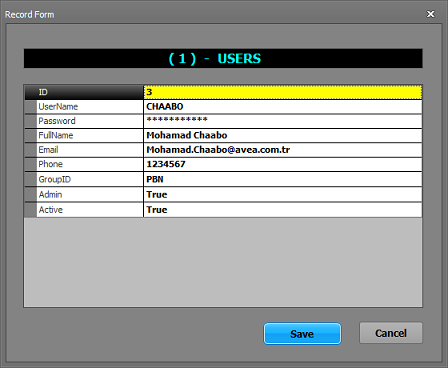 Record Form
( 1 ) - USERS
ID 3
UserName CHAABO
Password ***********
FullName Mohamad Chaabo
Email Mohamad.Chaabo@avea.com.tr
Phone 1234567
GroupID PBN
Admin True
Active True
Save Cancel